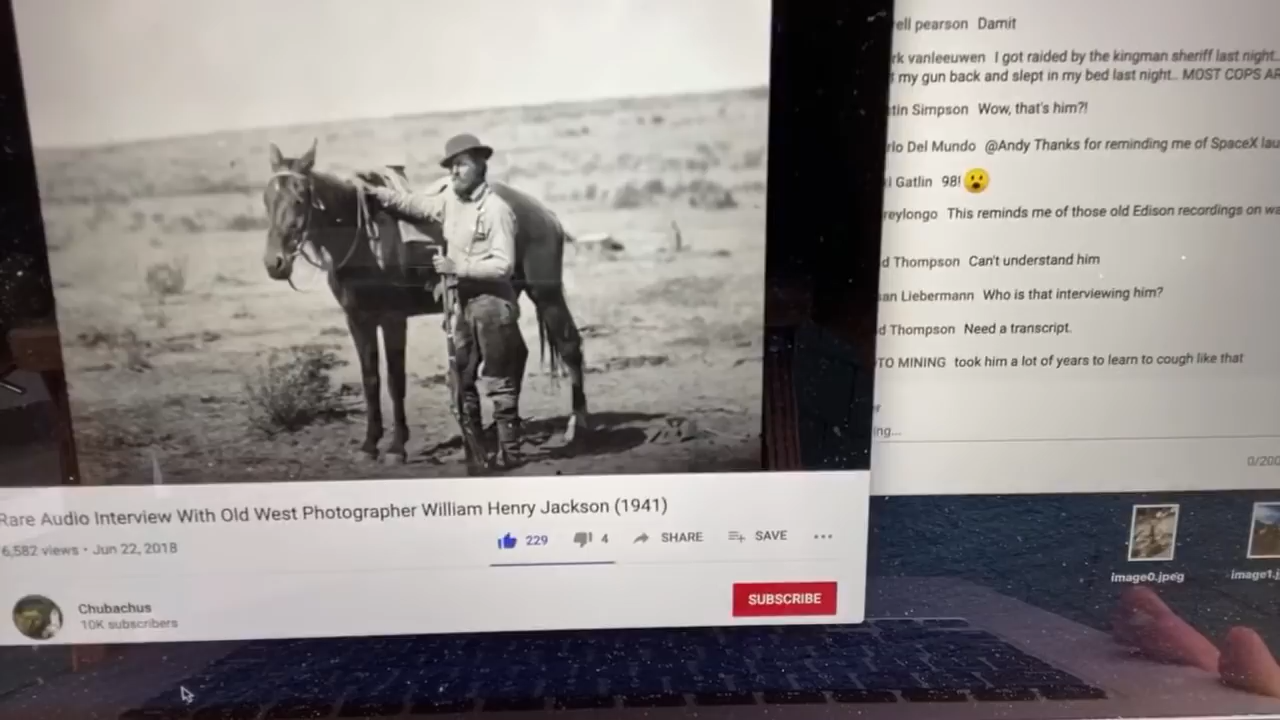 Rare Audio Interview With Old West Photographer William Henry Jackson (1941)
6,582 views • Jun 22, 2018
229
4
SHARE
SAVE
Chubachus
10K subscribers
SUBSCRIBE
ell pearson Damit
rk vanleeuwen I got raided by the kingman sheriff last night..
my gun back and slept in my bed last night.. MOST COPS AR
tin Simpson Wow, that's him?!
rlo Del Mundo @Andy Thanks for reminding me of SpaceX lau
i Gatlin 98! 😮
reylongo This reminds me of those old Edison recordings on wa
d Thompson Can't understand him
an Liebermann Who is that interviewing him?
d Thompson Need a transcript.
TO MINING took him a lot of years to learn to cough like that
ing...
0/200
image0.jpeg
image1.j